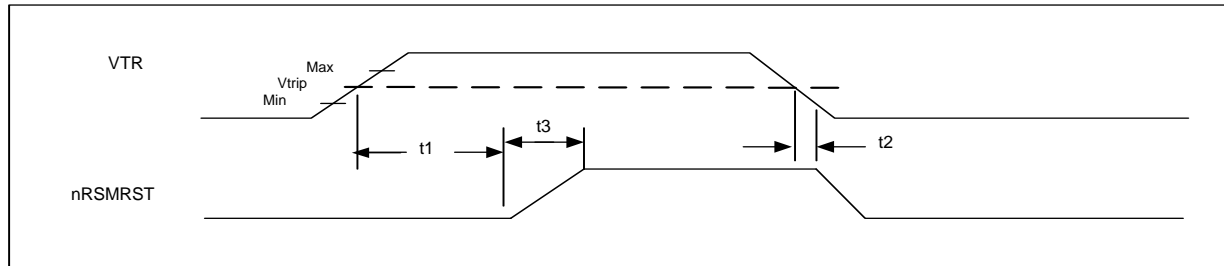 VTR
Max
Vtrip
Min
t3
t1
t2
nRSMRST